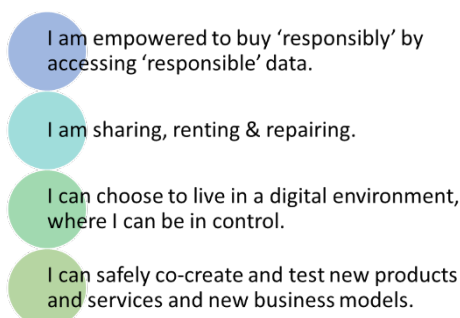 I am empowered to buy ‘responsibly’ by
accessing ‘responsible’ data.
I am sharing, renting & repairing.
I can choose to live in a digital environment,
where I can be in control.
I can safely co-create and test new products
and services and new business models.